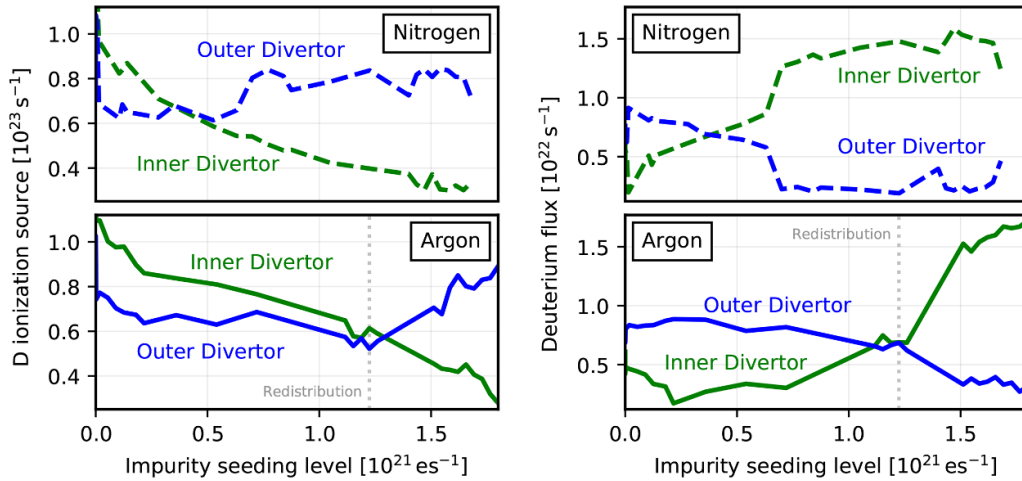 D ionization source [10²³ s⁻¹]
1.0
0.8
0.6
0.4
Nitrogen
Outer Divertor
Inner Divertor
1.0
0.8
0.6
0.4
Argon
Inner Divertor
Outer Divertor
Redistribution
0.0 0.5 1.0 1.5
Impurity seeding level [10²¹ es⁻¹]
Deuterium flux [10²² s⁻¹]
1.5
1.0
0.5
Nitrogen
Inner Divertor
Outer Divertor
1.5
1.0
0.5
Argon
Redistribution
Outer Divertor
Inner Divertor
0.0 0.5 1.0 1.5
Impurity seeding level [10²¹ es⁻¹]